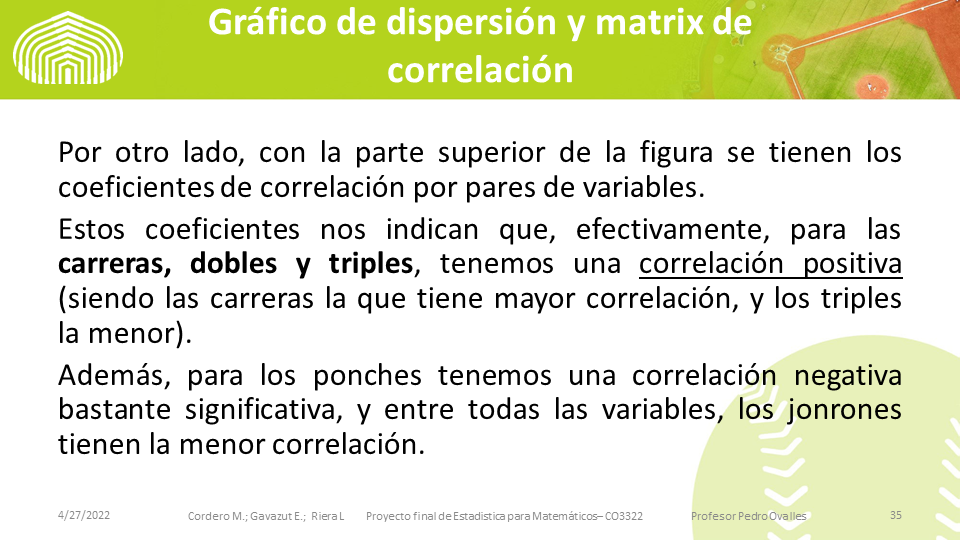 Gráfico de dispersión y matrix de
correlación
Por otro lado, con la parte superior de la figura se tienen los
coeficientes de correlación por pares de variables.
Estos coeficientes nos indican que, efectivamente, para las
carreras, dobles y triples, tenemos una correlación positiva
(siendo las carreras la que tiene mayor correlación, y los triples
la menor).
Además, para los ponches tenemos una correlación negativa
bastante significativa, y entre todas las variables, los jonrones
tienen la menor correlación.
4/27/2022 Cordero M.; Gavazut E.; Riera L Proyecto final de Estadistica para Matemáticos– CO3322 Profesor Pedro Ovalles 35